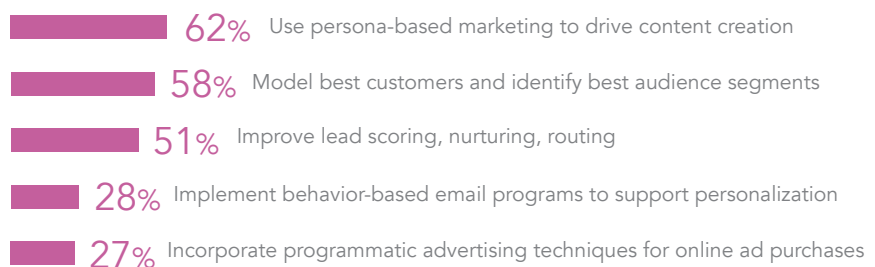 62% Use persona-based marketing to drive content creation
58% Model best customers and identify best audience segments
51% Improve lead scoring, nurturing, routing
28% Implement behavior-based email programs to support personalization
27% Incorporate programmatic advertising techniques for online ad purchases